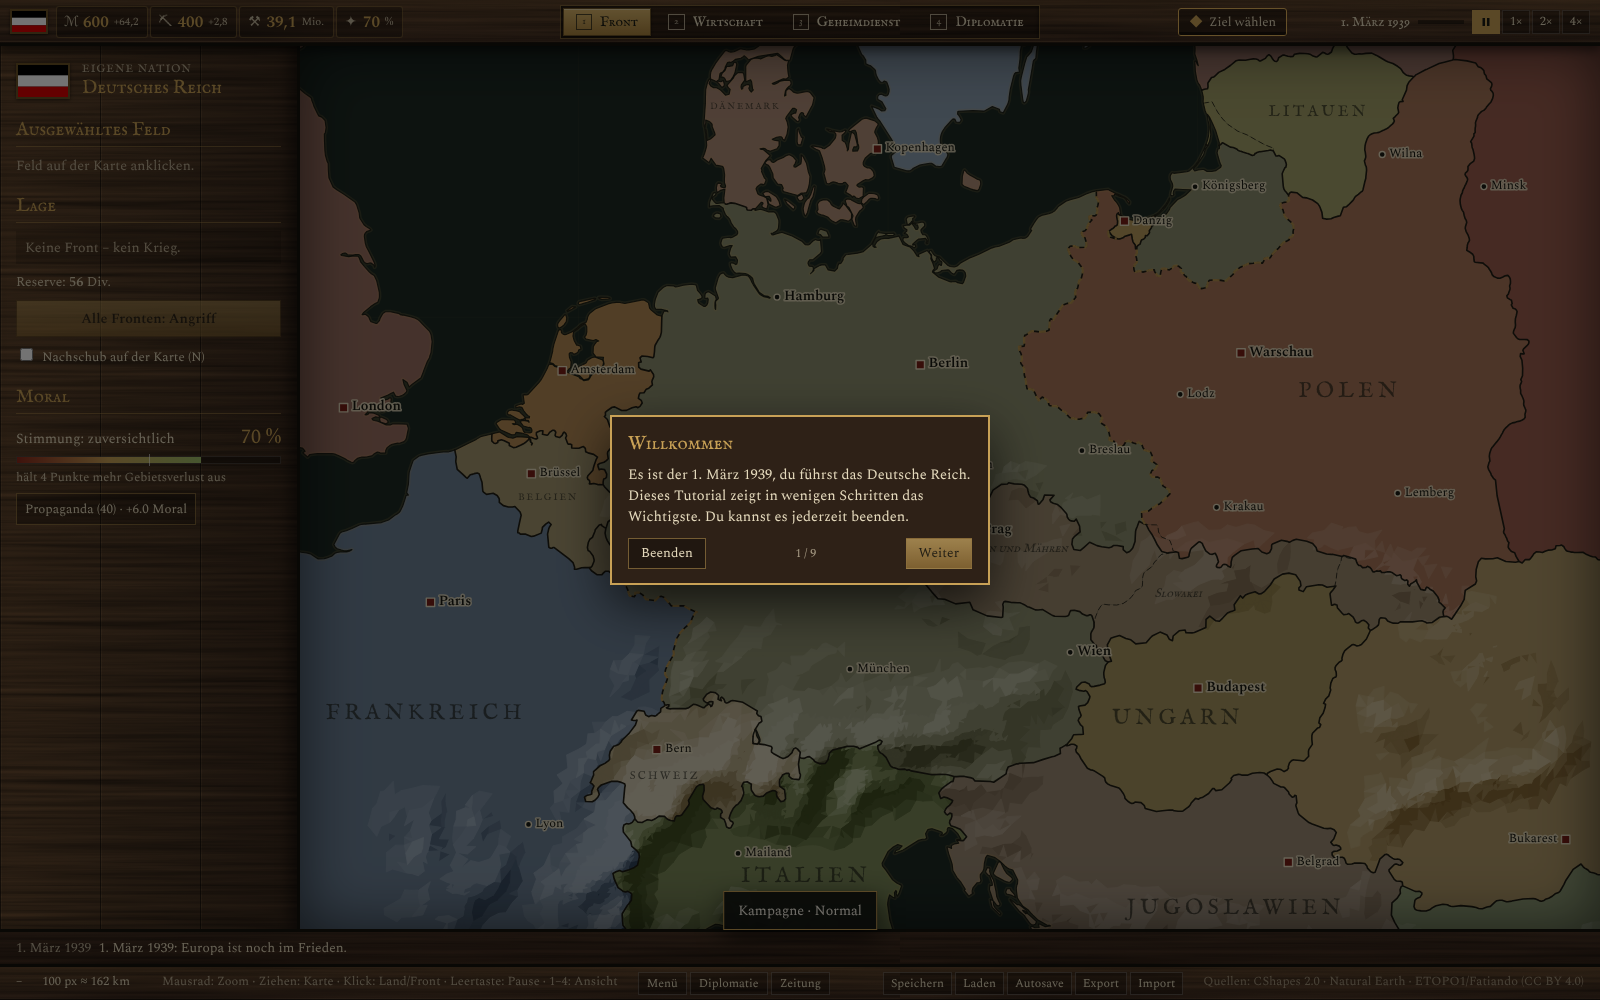 ℳ 600 +64,2
400 +2,8
39,1 Mio.
70 %
1 Front
2 Wirtschaft
3 Geheimdienst
4 Diplomatie
Ziel wählen
1. März 1939
1×
2×
4×
Eigene Nation
Deutsches Reich
Ausgewähltes Feld
Feld auf der Karte anklicken.
Lage
Keine Front – kein Krieg.
Reserve: 56 Div.
Alle Fronten: Angriff
Nachschub auf der Karte (N)
Moral
Stimmung: zuversichtlich 70 %
hält 4 Punkte mehr Gebietsverlust aus
Propaganda (40) · +6.0 Moral
DÄNEMARK
LITAUEN
Kopenhagen
Wilna
Königsberg
Minsk
Danzig
Hamburg
Warschau
Berlin
Amsterdam
Lodz
POLEN
London
Breslau
Brüssel
BELGIEN
Lemberg
Krakau
Willkommen
Es ist der 1. März 1939, du führst das Deutsche Reich.
Dieses Tutorial zeigt in wenigen Schritten das
Wichtigste. Du kannst es jederzeit beenden.
Beenden
1 / 9
Weiter
rag
n und Mähren
Slowakei
Paris
Wien
München
Budapest
FRANKREICH
UNGARN
Bern
SCHWEIZ
Lyon
Mailand
ITALIEN
Bukarest
Belgrad
JUGOSLAWIEN
Kampagne · Normal
1. März 1939 1. März 1939: Europa ist noch im Frieden.
– 100 px ≈ 162 km
Mausrad: Zoom · Ziehen: Karte · Klick: Land/Front · Leertaste: Pause · 1–4: Ansicht
Menü
Diplomatie
Zeitung
Speichern
Laden
Autosave
Export
Import
Quellen: CShapes 2.0 · Natural Earth · ETOPO1/Fatiando (CC BY 4.0)